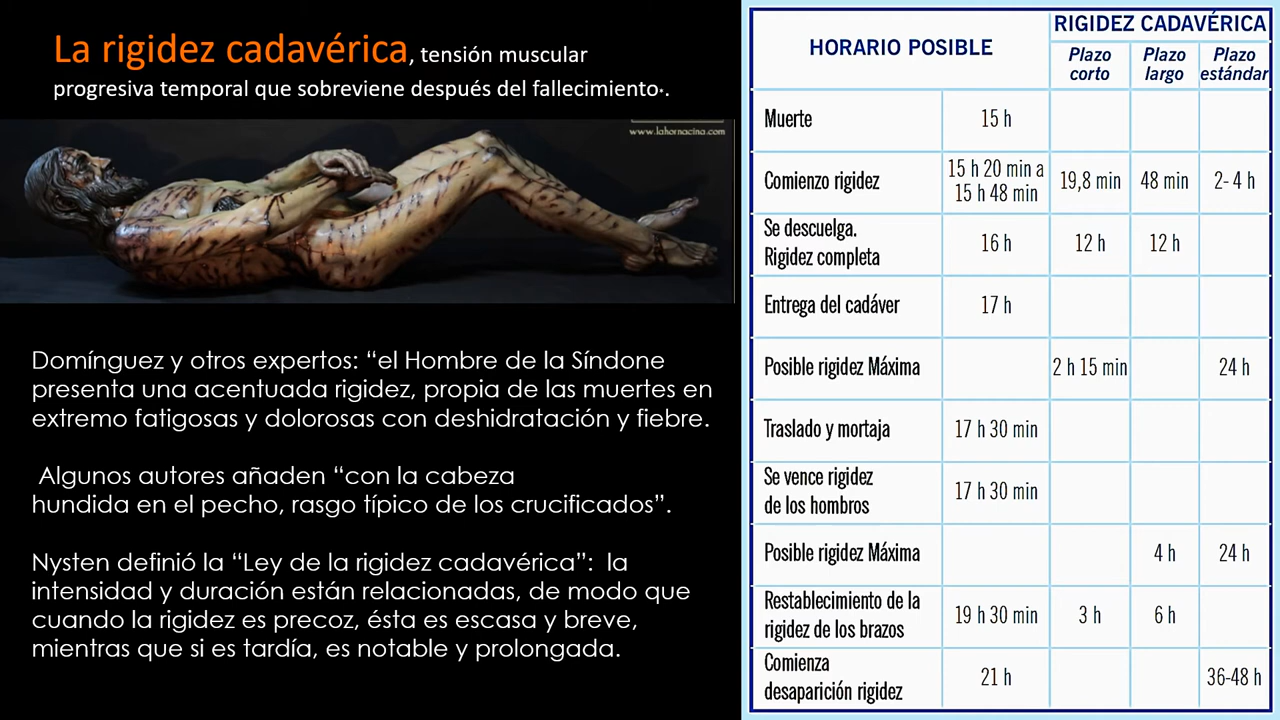 La rigidez cadavérica, tensión muscular
progresiva temporal que sobreviene después del fallecimiento·.
www.lahornacina.com
Domínguez y otros expertos: “el Hombre de la Síndone
presenta una acentuada rigidez, propia de las muertes en
extremo fatigosas y dolorosas con deshidratación y fiebre.
Algunos autores añaden “con la cabeza
hundida en el pecho, rasgo típico de los crucificados”.
Nysten definió la “Ley de la rigidez cadavérica”: la
intensidad y duración están relacionadas, de modo que
cuando la rigidez es precoz, ésta es escasa y breve,
mientras que si es tardía, es notable y prolongada.
HORARIO POSIBLE
RIGIDEZ CADAVÉRICA
Plazo corto
Plazo largo
Plazo estándar
Muerte 15 h
Comienzo rigidez 15 h 20 min a 15 h 48 min 19,8 min 48 min 2- 4 h
Se descuelga. Rigidez completa 16 h 12 h 12 h
Entrega del cadáver 17 h
Posible rigidez Máxima 2 h 15 min 24 h
Traslado y mortaja 17 h 30 min
Se vence rigidez de los hombros 17 h 30 min
Posible rigidez Máxima 4 h 24 h
Restablecimiento de la rigidez de los brazos 19 h 30 min 3 h 6 h
Comienza desaparición rigidez 21 h 36-48 h